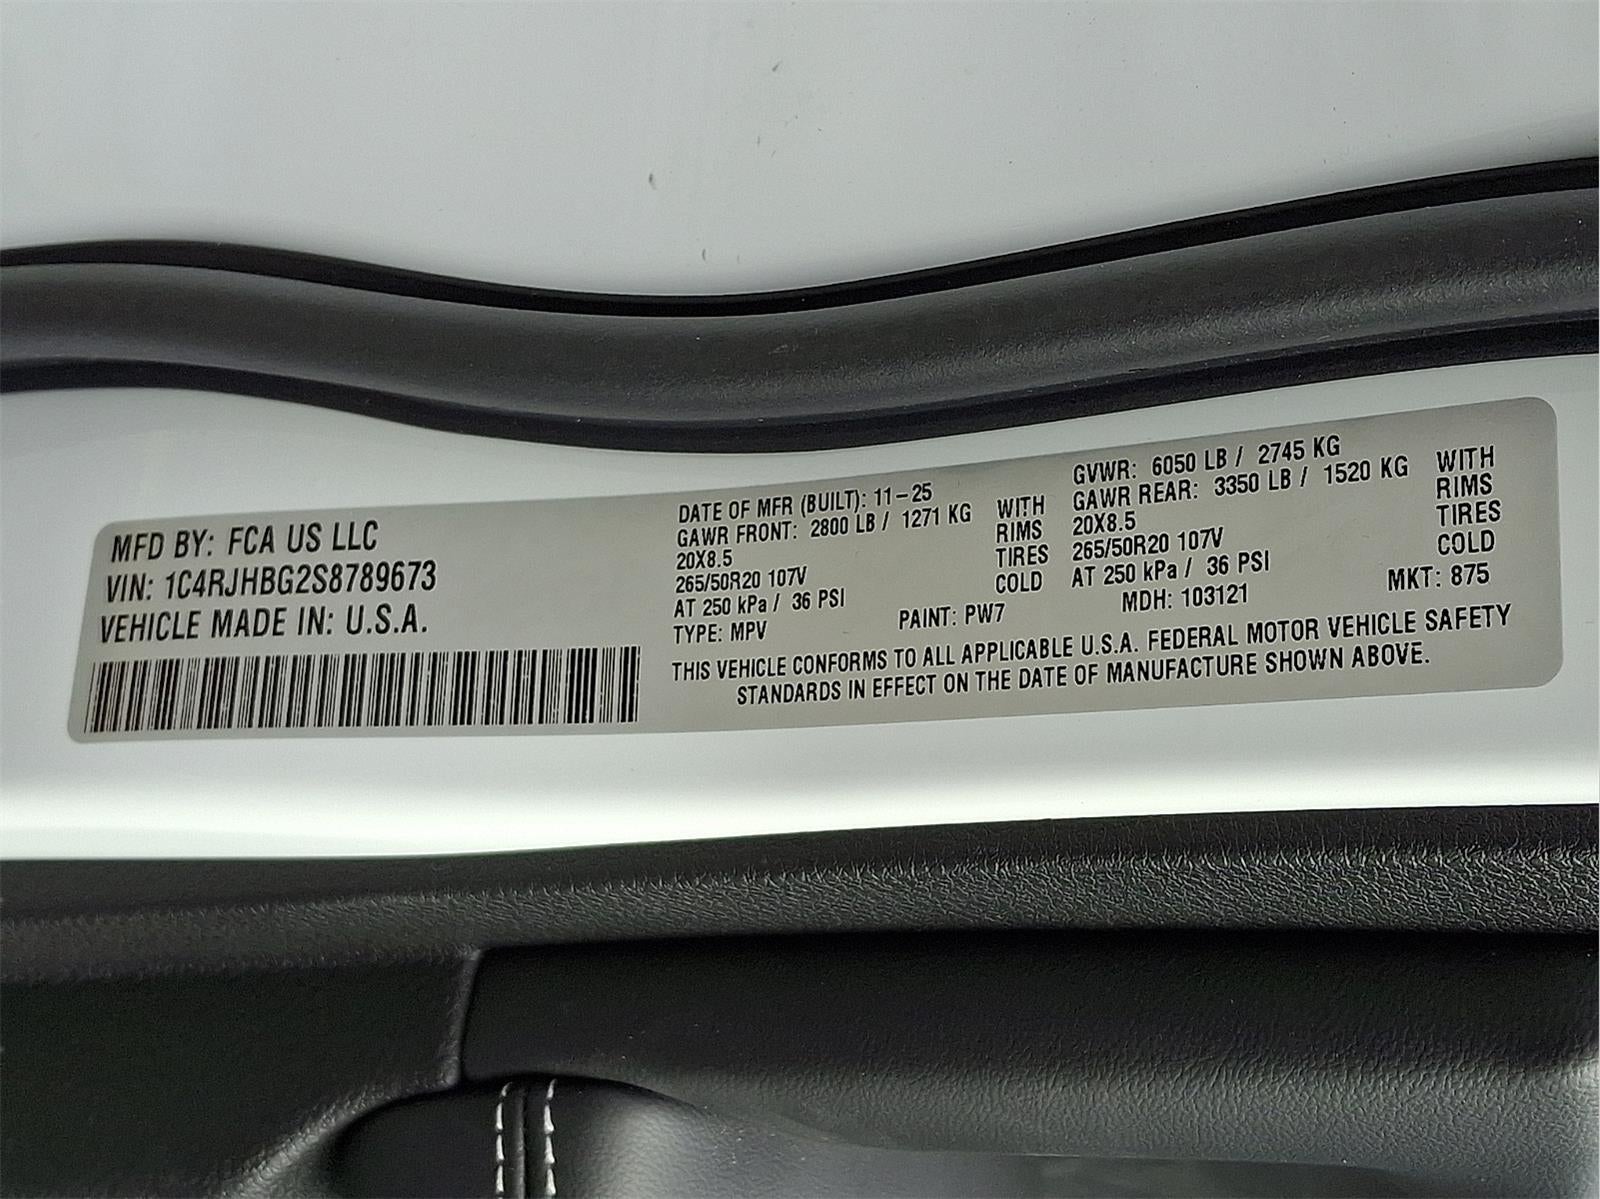 MFD BY: FCA US LLC
VIN: 1C4RJHBG2S8789673
VEHICLE MADE IN: U.S.A.
DATE OF MFR (BUILT): 11-25
GAWR FRONT: 2800 LB / 1271 KG WITH
20X8.5 RIMS
265/50R20 107V TIRES
AT 250 kPa / 36 PSI COLD
GVWR: 6050 LB / 2745 KG
GAWR REAR: 3350 LB / 1520 KG WITH
20X8.5 RIMS
265/50R20 107V TIRES
AT 250 kPa / 36 PSI COLD
TYPE: MPV PAINT: PW7 MDH: 103121 MKT: 875
THIS VEHICLE CONFORMS TO ALL APPLICABLE U.S.A. FEDERAL MOTOR VEHICLE SAFETY
STANDARDS IN EFFECT ON THE DATE OF MANUFACTURE SHOWN ABOVE.